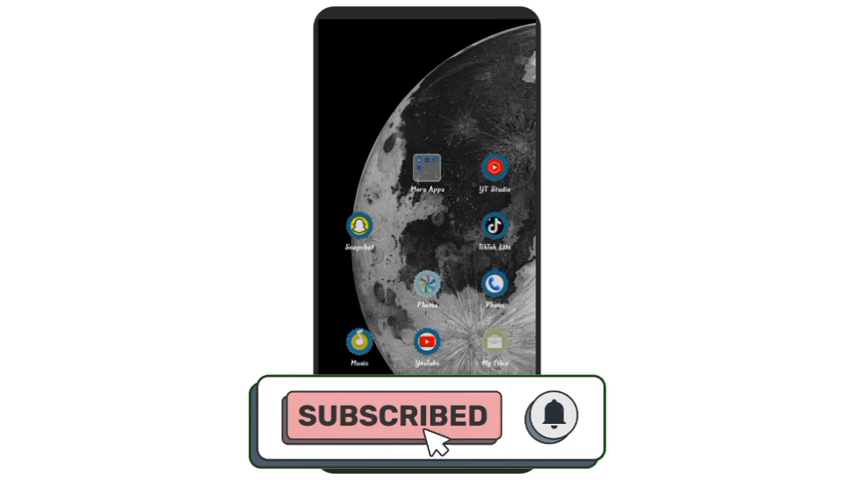 More Apps
YT Studio
Snapchat
TikTok Lite
Photos
Phone
Music
YouTube
My Files
SUBSCRIBED